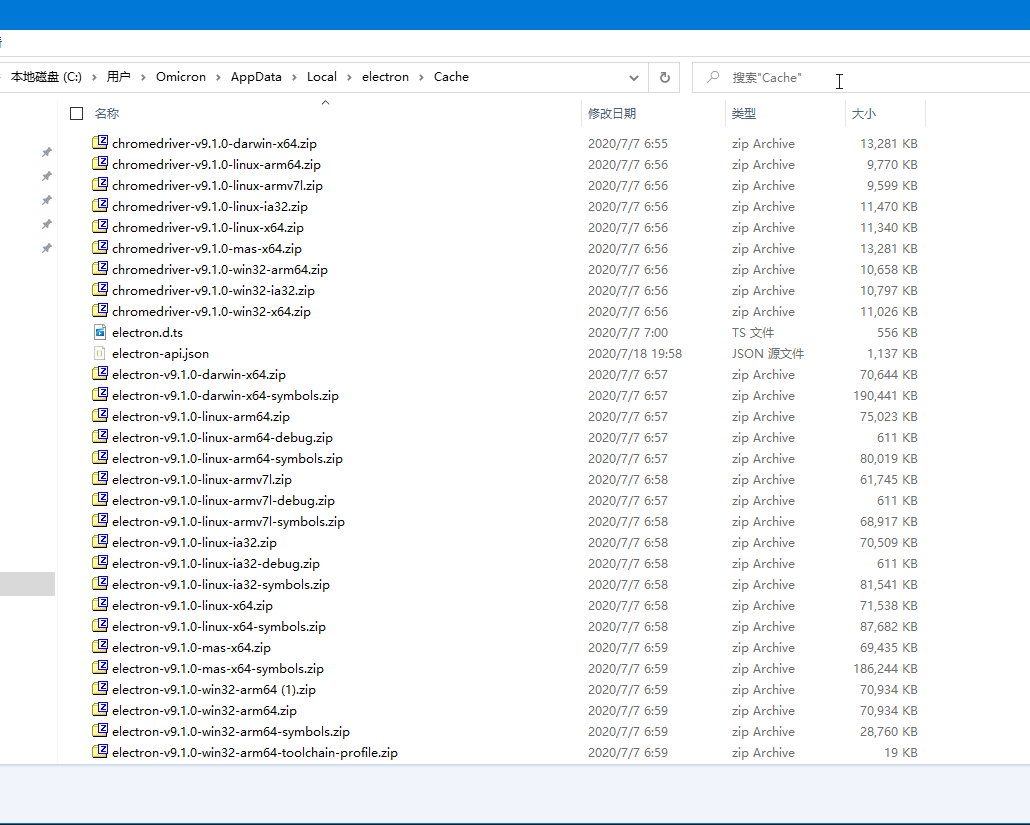 本地磁盘 (C:) > 用户 > Omicron > AppData > Local > electron > Cache 搜索"Cache"
名称 修改日期 类型 大小
chromedriver-v9.1.0-darwin-x64.zip 2020/7/7 6:55 zip Archive 13,281 KB
chromedriver-v9.1.0-linux-arm64.zip 2020/7/7 6:56 zip Archive 9,770 KB
chromedriver-v9.1.0-linux-armv7l.zip 2020/7/7 6:56 zip Archive 9,599 KB
chromedriver-v9.1.0-linux-ia32.zip 2020/7/7 6:56 zip Archive 11,470 KB
chromedriver-v9.1.0-linux-x64.zip 2020/7/7 6:56 zip Archive 11,340 KB
chromedriver-v9.1.0-mas-x64.zip 2020/7/7 6:56 zip Archive 13,281 KB
chromedriver-v9.1.0-win32-arm64.zip 2020/7/7 6:56 zip Archive 10,658 KB
chromedriver-v9.1.0-win32-ia32.zip 2020/7/7 6:56 zip Archive 10,797 KB
chromedriver-v9.1.0-win32-x64.zip 2020/7/7 6:56 zip Archive 11,026 KB
electron.d.ts 2020/7/7 7:00 TS 文件 556 KB
electron-api.json 2020/7/18 19:58 JSON 源文件 1,137 KB
electron-v9.1.0-darwin-x64.zip 2020/7/7 6:57 zip Archive 70,644 KB
electron-v9.1.0-darwin-x64-symbols.zip 2020/7/7 6:57 zip Archive 190,441 KB
electron-v9.1.0-linux-arm64.zip 2020/7/7 6:57 zip Archive 75,023 KB
electron-v9.1.0-linux-arm64-debug.zip 2020/7/7 6:57 zip Archive 611 KB
electron-v9.1.0-linux-arm64-symbols.zip 2020/7/7 6:57 zip Archive 80,019 KB
electron-v9.1.0-linux-armv7l.zip 2020/7/7 6:58 zip Archive 61,745 KB
electron-v9.1.0-linux-armv7l-debug.zip 2020/7/7 6:57 zip Archive 611 KB
electron-v9.1.0-linux-armv7l-symbols.zip 2020/7/7 6:58 zip Archive 68,917 KB
electron-v9.1.0-linux-ia32.zip 2020/7/7 6:58 zip Archive 70,509 KB
electron-v9.1.0-linux-ia32-debug.zip 2020/7/7 6:58 zip Archive 611 KB
electron-v9.1.0-linux-ia32-symbols.zip 2020/7/7 6:58 zip Archive 81,541 KB
electron-v9.1.0-linux-x64.zip 2020/7/7 6:58 zip Archive 71,538 KB
electron-v9.1.0-linux-x64-symbols.zip 2020/7/7 6:58 zip Archive 87,682 KB
electron-v9.1.0-mas-x64.zip 2020/7/7 6:59 zip Archive 69,435 KB
electron-v9.1.0-mas-x64-symbols.zip 2020/7/7 6:59 zip Archive 186,244 KB
electron-v9.1.0-win32-arm64 (1).zip 2020/7/7 6:59 zip Archive 70,934 KB
electron-v9.1.0-win32-arm64.zip 2020/7/7 6:59 zip Archive 70,934 KB
electron-v9.1.0-win32-arm64-symbols.zip 2020/7/7 6:59 zip Archive 28,760 KB
electron-v9.1.0-win32-arm64-toolchain-profile.zip 2020/7/7 6:59 zip Archive 19 KB